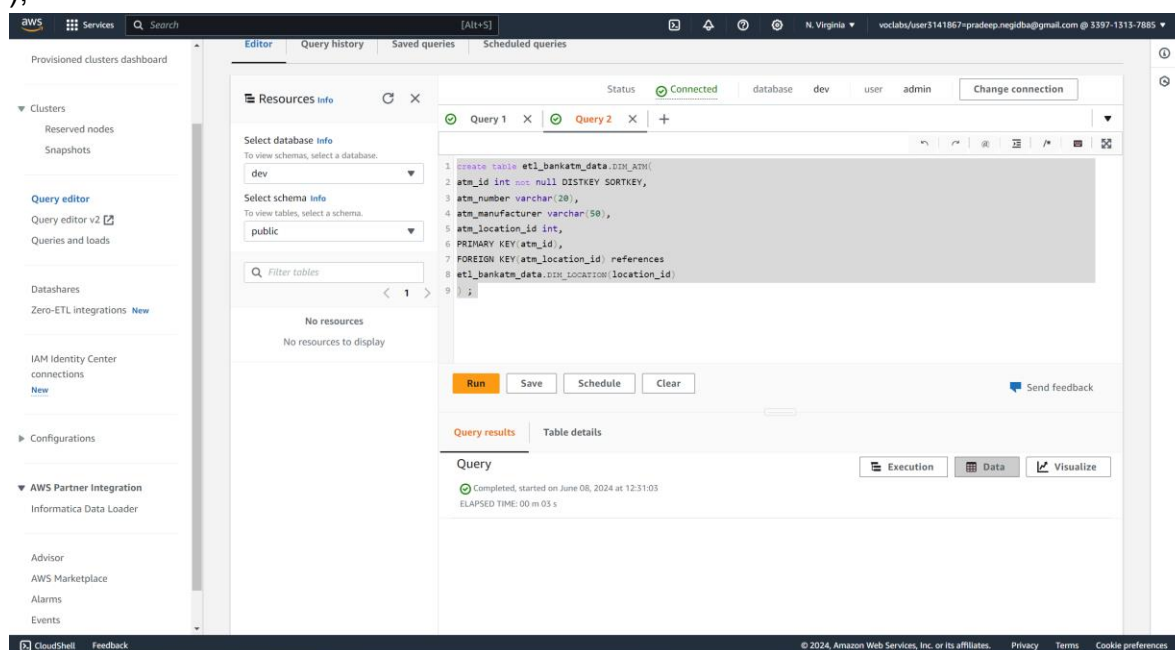 );
aws
Services
Search
[Alt+S]
N. Virginia
voclabs/user3141867=pradeep.negidba@gmail.com @ 3397-1313-7885
Provisioned clusters dashboard
Clusters
Reserved nodes
Snapshots
Query editor
Query editor v2
Queries and loads
Datashares
Zero-ETL integrations New
IAM Identity Center
connections
New
Configurations
AWS Partner Integration
Informatica Data Loader
Advisor
AWS Marketplace
Alarms
Events
Editor
Query history
Saved queries
Scheduled queries
Resources Info
Select database Info
To view schemas, select a database.
dev
Select schema Info
To view tables, select a schema.
public
Filter tables
1
No resources
No resources to display
Status
Connected
database
dev
user
admin
Change connection
Query 1
Query 2
1 create table etl_bankatm_data.DIM_ATM(
2 atm_id int not null DISTKEY SORTKEY,
3 atm_number varchar(20),
4 atm_manufacturer varchar(50),
5 atm_location_id int,
6 PRIMARY KEY(atm_id),
7 FOREIGN KEY(atm_location_id) references
8 etl_bankatm_data.DIM_LOCATION(location_id)
9 ) ;
Run
Save
Schedule
Clear
Send feedback
Query results
Table details
Query
Execution
Data
Visualize
Completed, started on June 08, 2024 at 12:31:03
ELAPSED TIME: 00 m 03 s
CloudShell
Feedback
© 2024, Amazon Web Services, Inc. or its affiliates.
Privacy
Terms
Cookie preferences